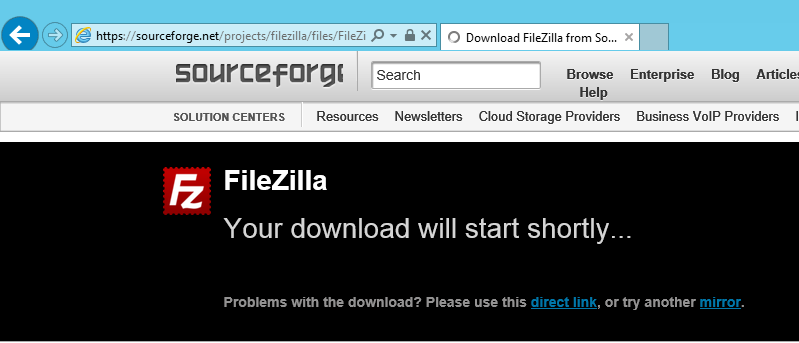 https://sourceforge.net/projects/filezilla/files/FileZi
Download FileZilla from So...
sourceforge
Search
Browse Enterprise Blog Articles
Help
SOLUTION CENTERS Resources Newsletters Cloud Storage Providers Business VoIP Providers
Fz
FileZilla
Your download will start shortly...
Problems with the download? Please use this direct link, or try another mirror.